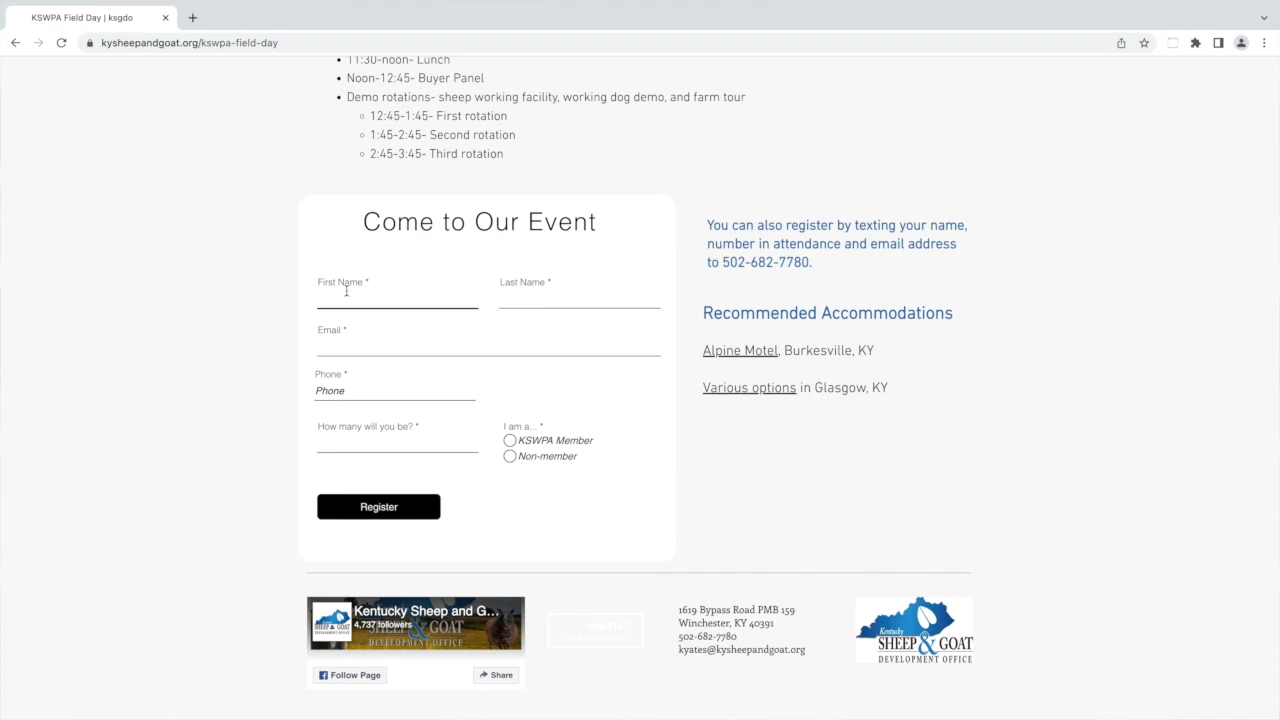 KSWPA Field Day | ksgdo
kysheepandgoat.org/kswpa-field-day
11:30-noon- Lunch
Noon-12:45- Buyer Panel
Demo rotations- sheep working facility, working dog demo, and farm tour
12:45-1:45- First rotation
1:45-2:45- Second rotation
2:45-3:45- Third rotation
Come to Our Event
First Name *
Last Name *
Email *
Phone *
Phone
How many will you be? *
I am a... *
KSWPA Member
Non-member
Register
You can also register by texting your name,
number in attendance and email address
to 502-682-7780.
Recommended Accommodations
Alpine Motel, Burkesville, KY
Various options in Glasgow, KY
Kentucky Sheep and G...
4,737 followers
SHEEP & GOAT
DEVELOPMENT OFFICE
Follow Page
Share
1619 Bypass Road PMB 159
Winchester, KY 40391
502-682-7780
kyates@kysheepandgoat.org
Kentucky
SHEEP & GOAT
DEVELOPMENT OFFICE